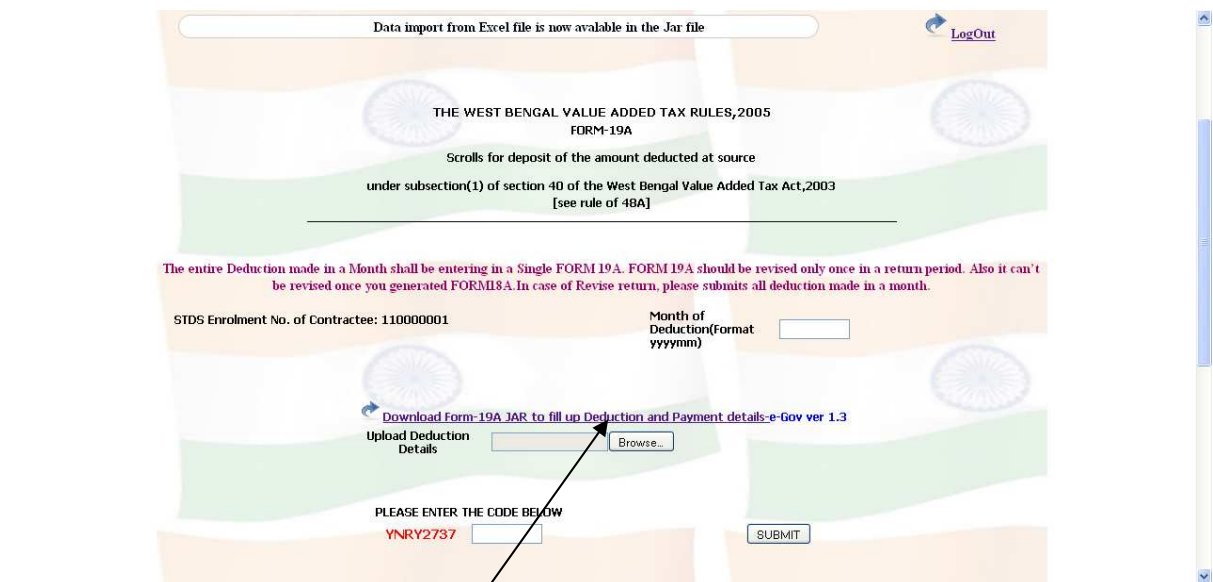 Data import from Excel file is now avalable in the Jar file
LogOut
THE WEST BENGAL VALUE ADDED TAX RULES,2005
FORM-19A
Scrolls for deposit of the amount deducted at source
under subsection(1) of section 40 of the West Bengal Value Added Tax Act,2003
[see rule of 48A]
The entire Deduction made in a Month shall be entering in a Single FORM 19A. FORM 19A should be revised only once in a return period. Also it can't
be revised once you generated FORM18A.In case of Revise return, please submits all deduction made in a month.
STDS Enrolment No. of Contractee: 110000001
Month of
Deduction(Format
yyyymm)
Download Form-19A JAR to fill up Deduction and Payment details-e-Gov ver 1.3
Upload Deduction
Details
Browse...
PLEASE ENTER THE CODE BELOW
YNRY2737
SUBMIT